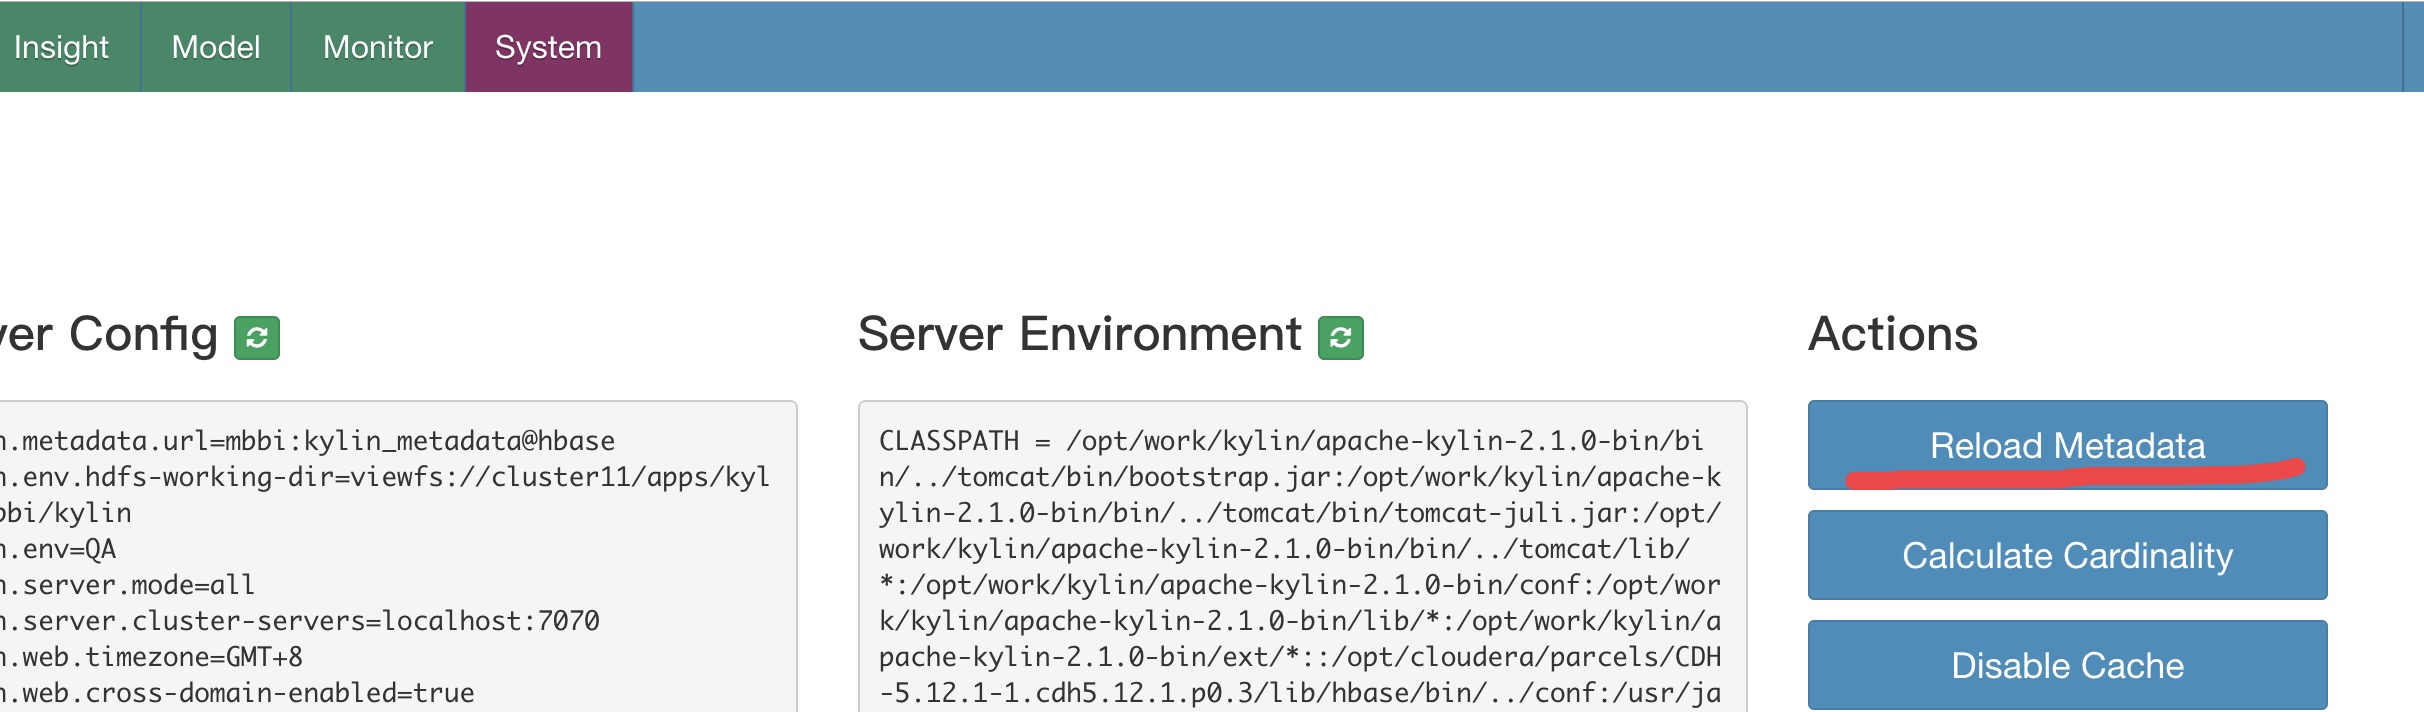 Insight Model Monitor System
ver Config
Server Environment
Actions
n.metadata.url=mbbi:kylin_metadata@hbase
n.env.hdfs-working-dir=viewfs://cluster11/apps/kyl
bbi/kylin
n.env=QA
n.server.mode=all
n.server.cluster-servers=localhost:7070
n.web.timezone=GMT+8
n.web.cross-domain-enabled=true
CLASSPATH = /opt/work/kylin/apache-kylin-2.1.0-bin/bi
n/../tomcat/bin/bootstrap.jar:/opt/work/kylin/apache-k
ylin-2.1.0-bin/bin/../tomcat/bin/tomcat-juli.jar:/opt/
work/kylin/apache-kylin-2.1.0-bin/bin/../tomcat/lib/
*:/opt/work/kylin/apache-kylin-2.1.0-bin/conf:/opt/wor
k/kylin/apache-kylin-2.1.0-bin/lib/*:/opt/work/kylin/a
pache-kylin-2.1.0-bin/ext/*::/opt/cloudera/parcels/CDH
-5.12.1-1.cdh5.12.1.p0.3/lib/hbase/bin/../conf:/usr/ja
Reload Metadata
Calculate Cardinality
Disable Cache